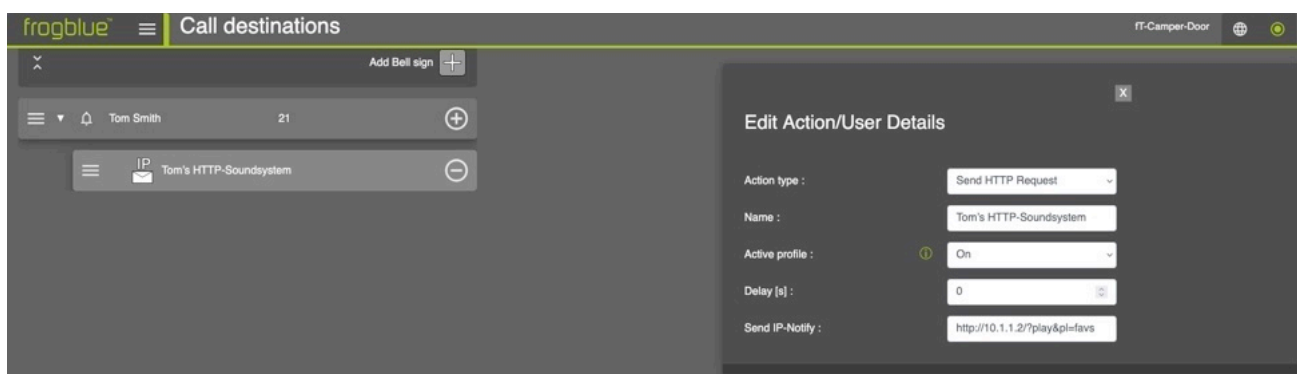 frogblue™ Call destinations fT-Camper-Door
Add Bell sign
Tom Smith 21
IP Tom's HTTP-Soundsystem
X
Edit Action/User Details
Action type : Send HTTP Request
Name : Tom's HTTP-Soundsystem
Active profile : On
Delay [s] : 0
Send IP-Notify : http://10.1.1.2/?play&pl=favs